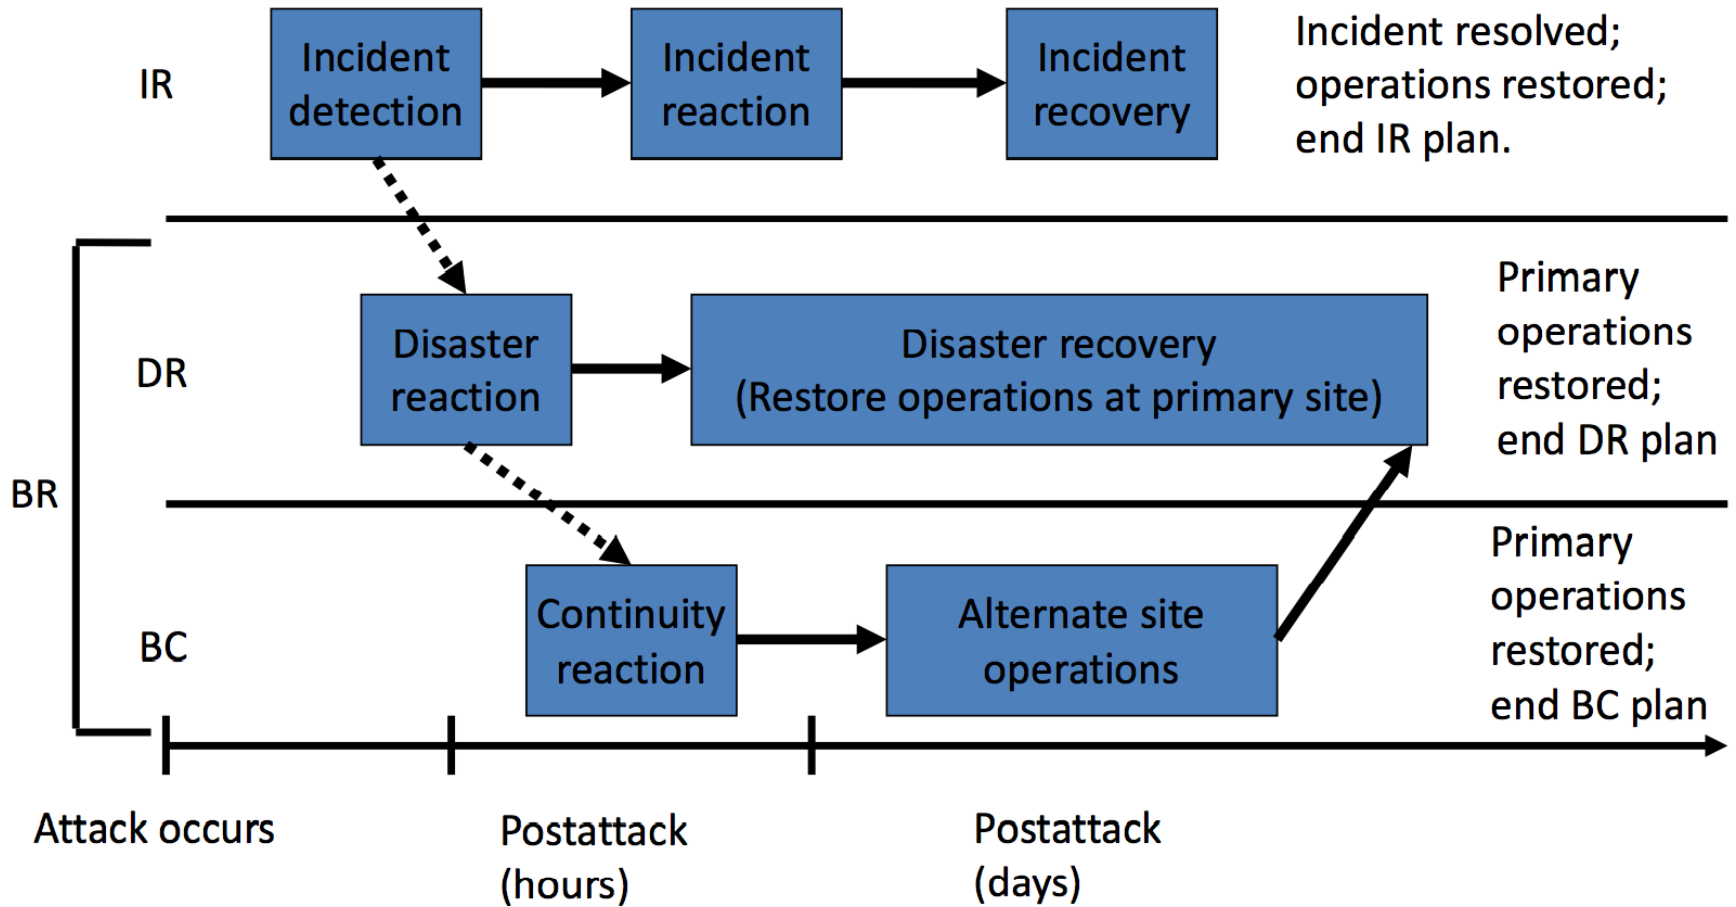 IR
Incident
detection
Incident
reaction
Incident
recovery
Incident resolved;
operations restored;
end IR plan.
BR
DR
Disaster
reaction
Disaster recovery
(Restore operations at primary site)
Primary
operations
restored;
end DR plan
BC
Continuity
reaction
Alternate site
operations
Primary
operations
restored;
end BC plan
Attack occurs
Postattack
(hours)
Postattack
(days)